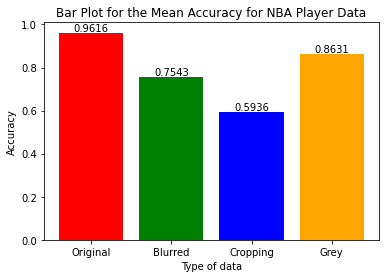 Bar Plot for the Mean Accuracy for NBA Player Data
1.0
0.8
0.6
0.4
0.2
0.0
Accuracy
0.9616
0.7543
0.5936
0.8631
Original Blurred Cropping Grey
Type of data